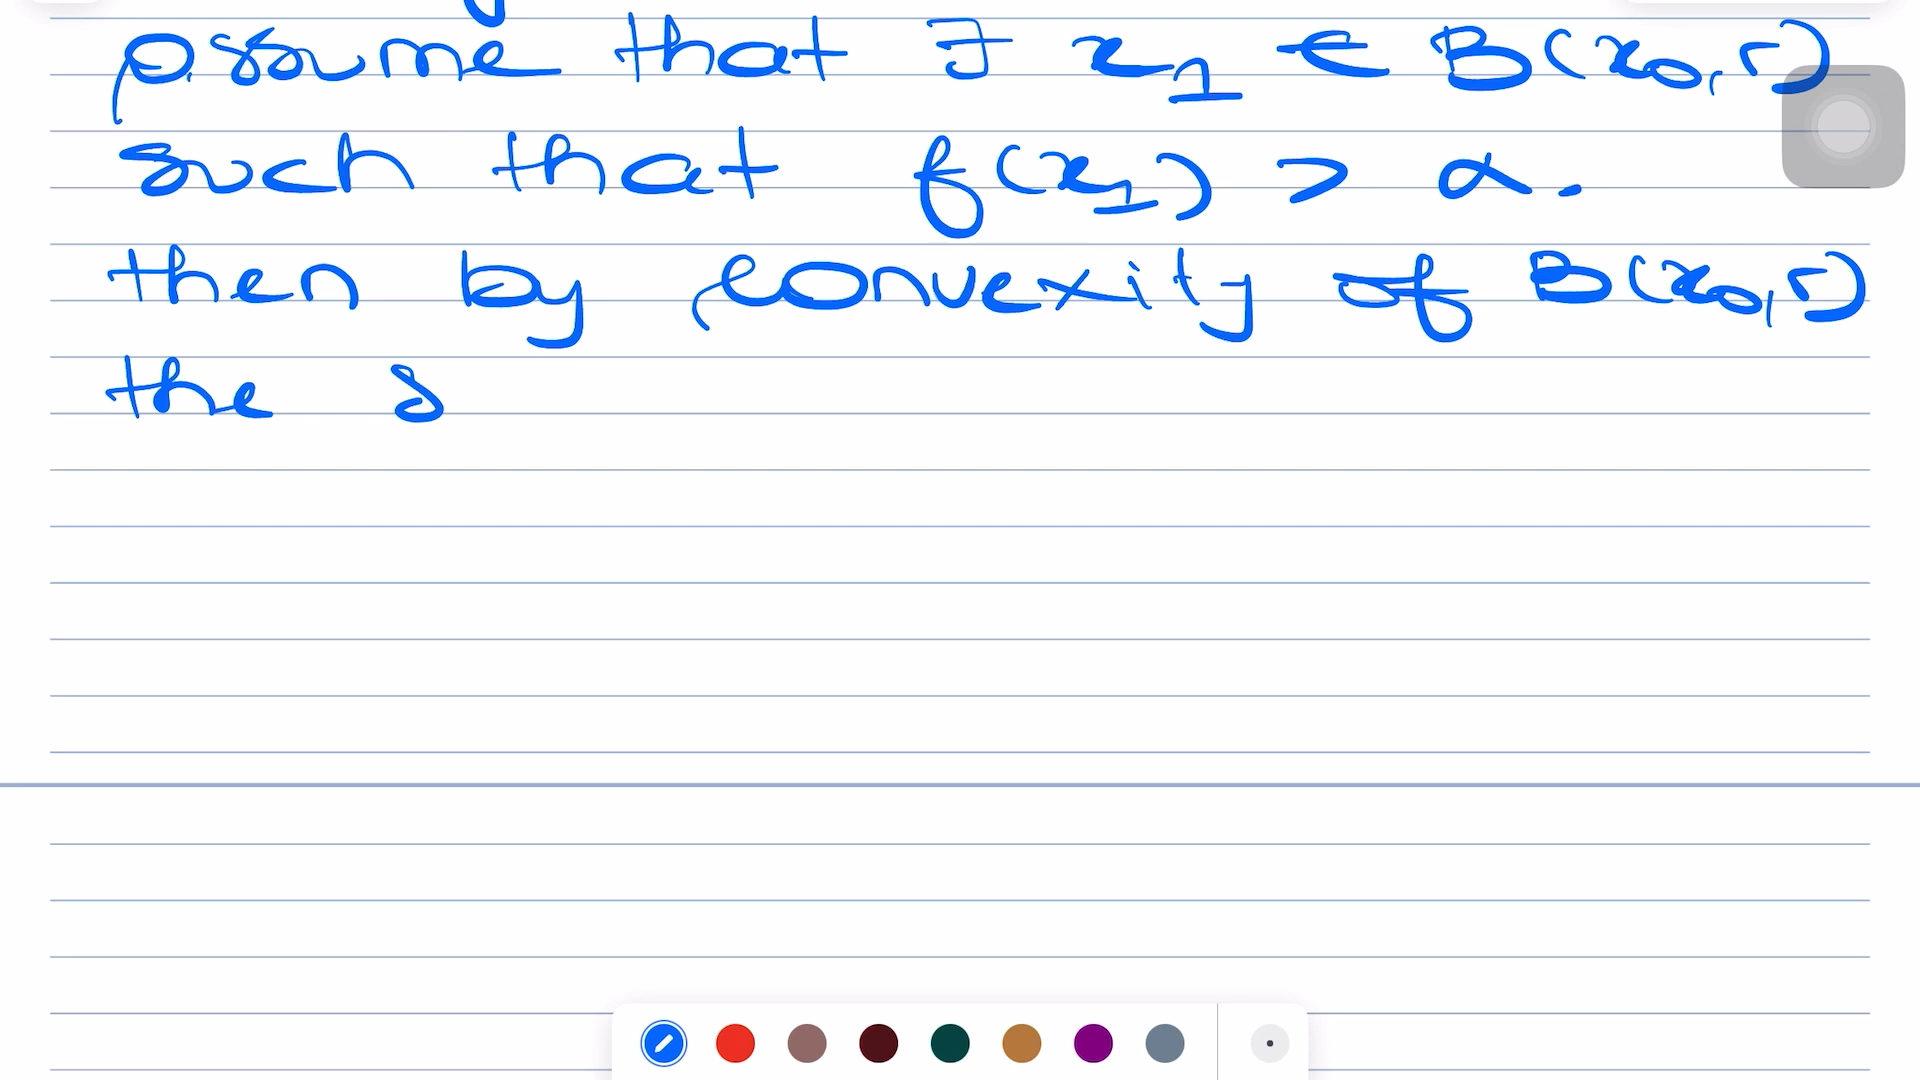 assume that ∃ x₁ ∈ B(x₀, r)
such that f(x₁) > α.
then by convexity of B(x₀, r)
the s